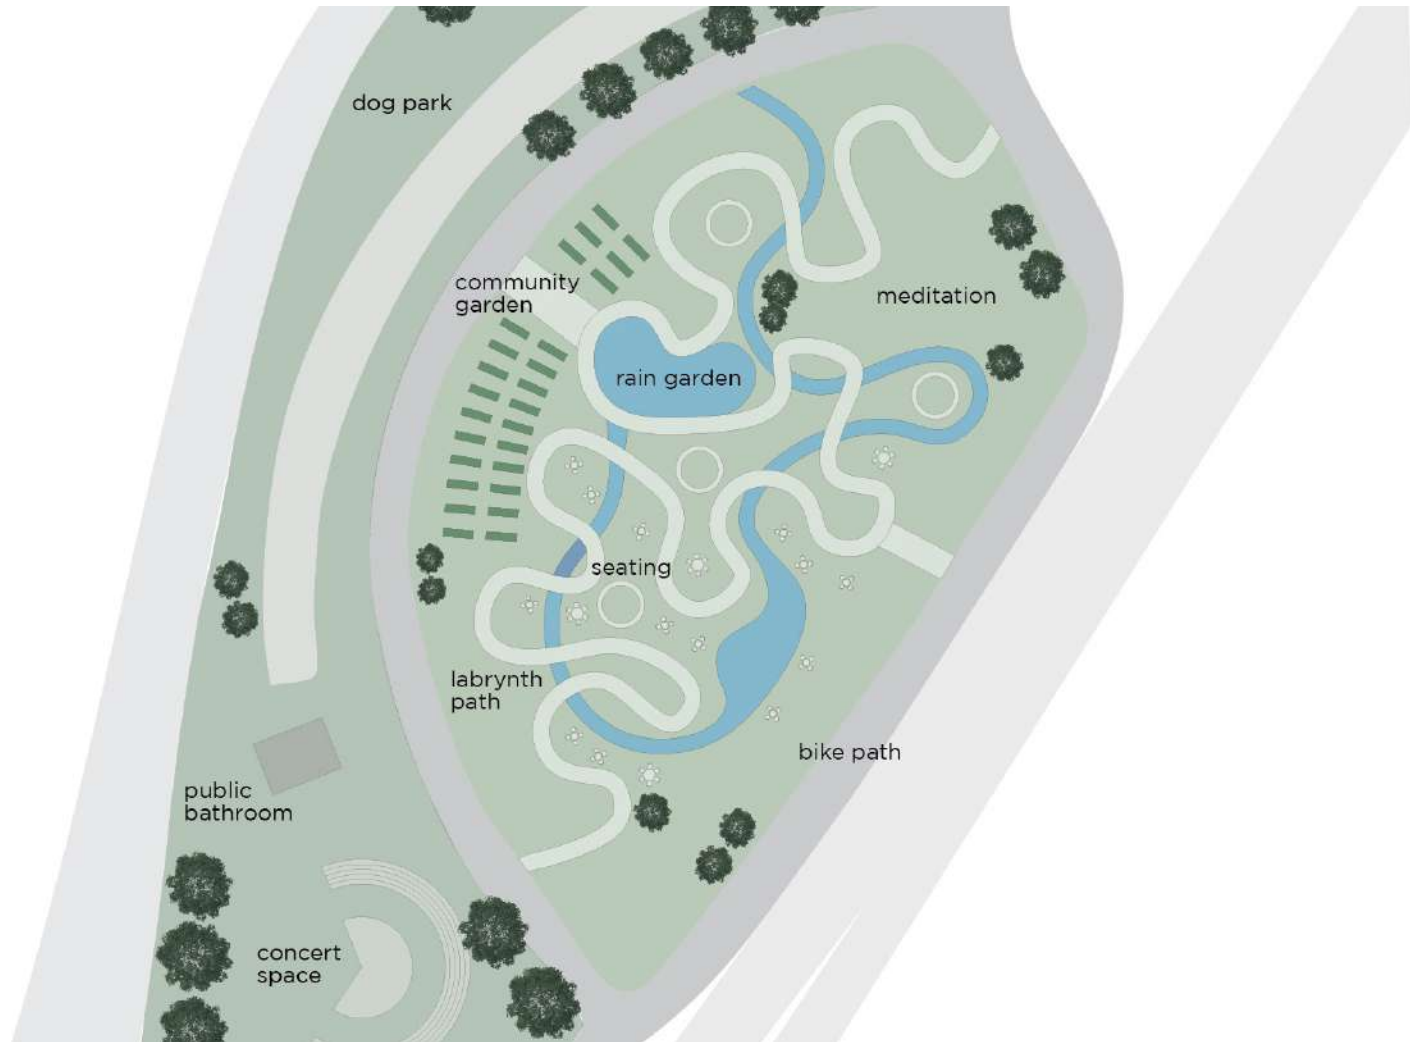 dog park
community
garden
meditation
rain garden
seating
labrynth
path
bike path
public
bathroom
concert
space